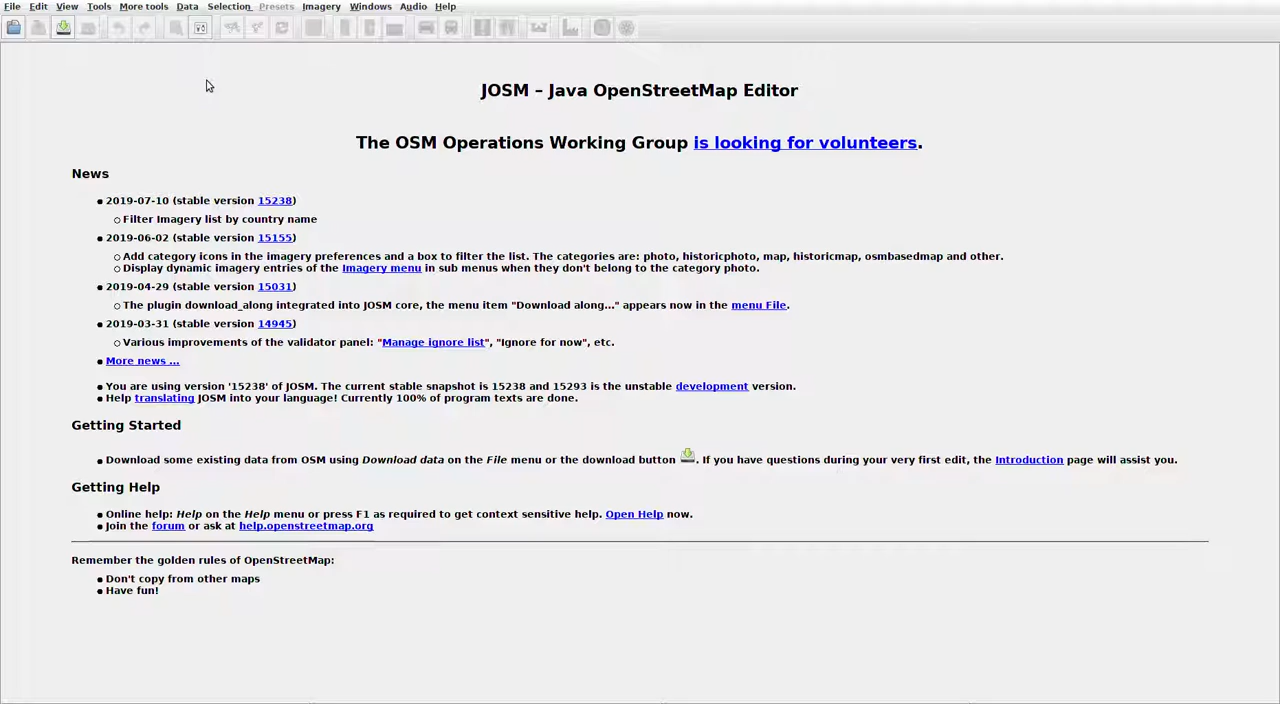 File Edit View Tools More tools Data Selection Presets Imagery Windows Audio Help
JOSM – Java OpenStreetMap Editor
The OSM Operations Working Group is looking for volunteers.
News
2019-07-10 (stable version 15238)
Filter Imagery list by country name
2019-06-02 (stable version 15155)
Add category icons in the imagery preferences and a box to filter the list. The categories are: photo, historicphoto, map, historicmap, osmbasedmap and other.
Display dynamic imagery entries of the Imagery menu in sub menus when they don't belong to the category photo.
2019-04-29 (stable version 15031)
The plugin download_along integrated into JOSM core, the menu item "Download along..." appears now in the menu File.
2019-03-31 (stable version 14945)
Various improvements of the validator panel: "Manage ignore list", "Ignore for now", etc.
More news ...
You are using version '15238' of JOSM. The current stable snapshot is 15238 and 15293 is the unstable development version.
Help translating JOSM into your language! Currently 100% of program texts are done.
Getting Started
Download some existing data from OSM using Download data on the File menu or the download button . If you have questions during your very first edit, the Introduction page will assist you.
Getting Help
Online help: Help on the Help menu or press F1 as required to get context sensitive help. Open Help now.
Join the forum or ask at help.openstreetmap.org
Remember the golden rules of OpenStreetMap:
Don't copy from other maps
Have fun!